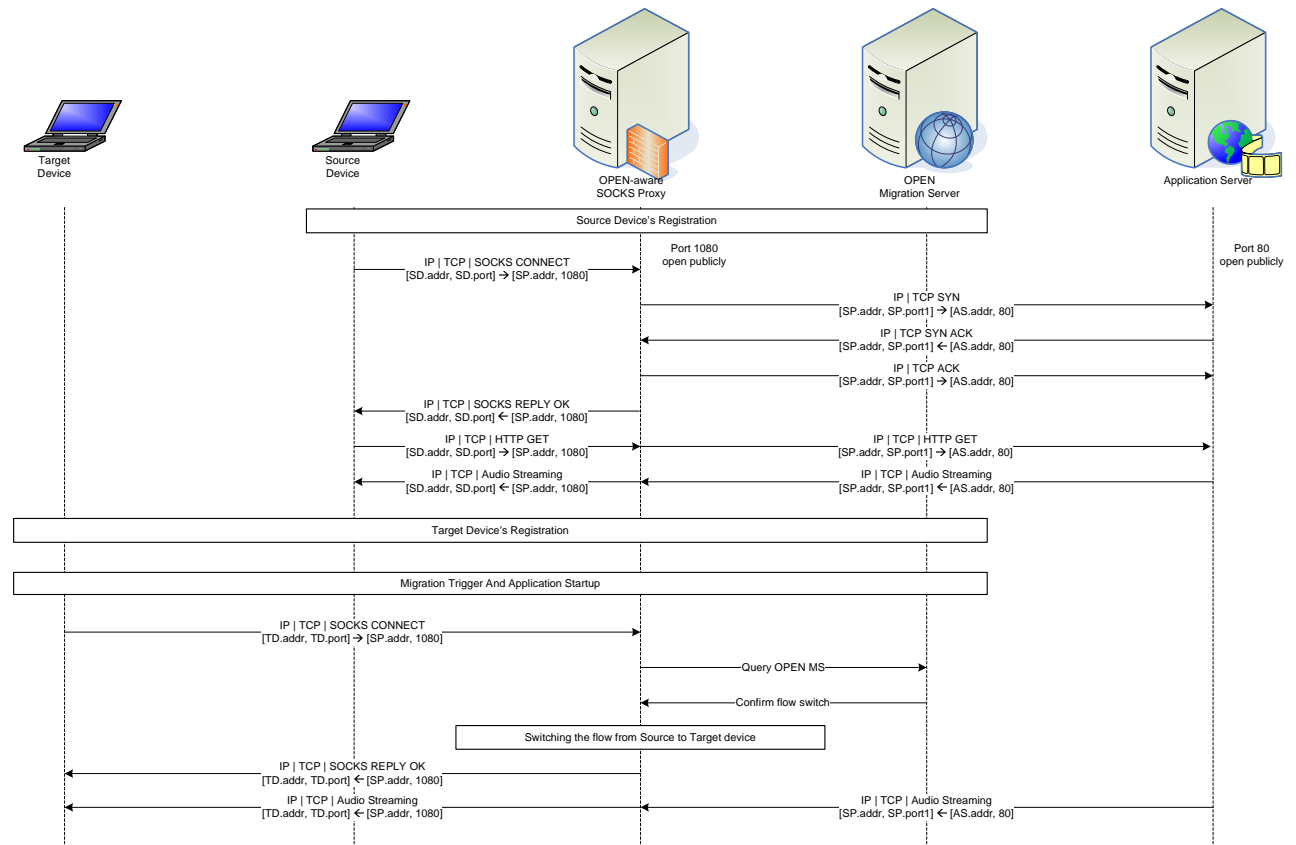 Target
Device
Source
Device
OPEN-aware
SOCKS Proxy
OPEN
Migration Server
Application Server
Source Device's Registration
Port 1080
open publicly
Port 80
open publicly
IP | TCP | SOCKS CONNECT
[SD.addr, SD.port] → [SP.addr, 1080]
IP | TCP SYN
[SP.addr, SP.port1] → [AS.addr, 80]
IP | TCP SYN ACK
[SP.addr, SP.port1] ← [AS.addr, 80]
IP | TCP ACK
[SP.addr, SP.port1] → [AS.addr, 80]
IP | TCP | SOCKS REPLY OK
[SD.addr, SD.port] ← [SP.addr, 1080]
IP | TCP | HTTP GET
[SD.addr, SD.port] → [SP.addr, 1080]
IP | TCP | HTTP GET
[SP.addr, SP.port1] → [AS.addr, 80]
IP | TCP | Audio Streaming
[SD.addr, SD.port] ← [SP.addr, 1080]
IP | TCP | Audio Streaming
[SP.addr, SP.port1] ← [AS.addr, 80]
Target Device's Registration
Migration Trigger And Application Startup
IP | TCP | SOCKS CONNECT
[TD.addr, TD.port] → [SP.addr, 1080]
Query OPEN MS
Confirm flow switch
Switching the flow from Source to Target device
IP | TCP | SOCKS REPLY OK
[TD.addr, TD.port] ← [SP.addr, 1080]
IP | TCP | Audio Streaming
[TD.addr, TD.port] ← [SP.addr, 1080]
IP | TCP | Audio Streaming
[SP.addr, SP.port1] ← [AS.addr, 80]